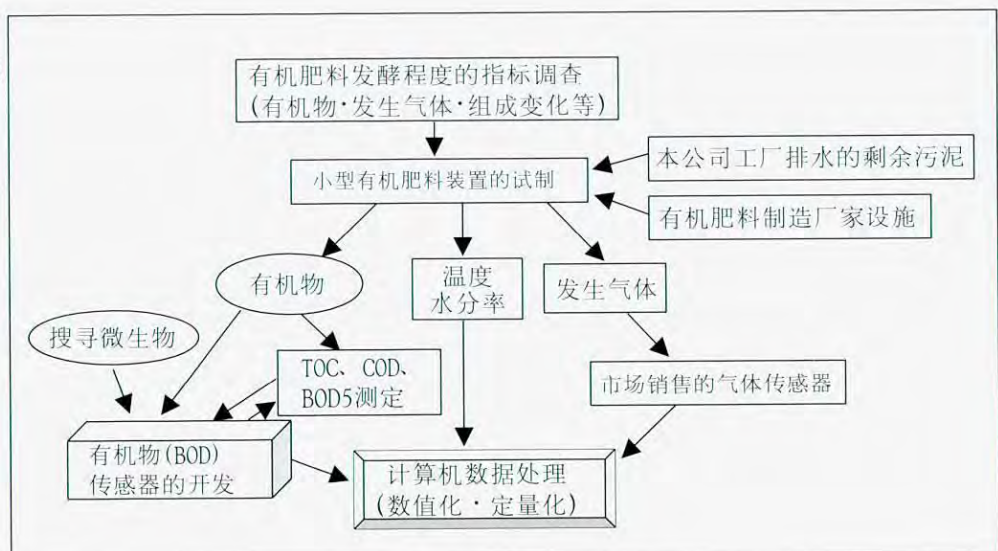 有机肥料发酵程度的指标调查
(有机物·发生气体·组成变化等)
本公司工厂排水的剩余污泥
小型有机肥料装置的试制
有机肥料制造厂家设施
有机物
温度
水分率
发生气体
搜寻微生物
TOC、COD、
BOD5测定
市场销售的气体传感器
有机物(BOD)
传感器的开发
计算机数据处理
(数值化·定量化)